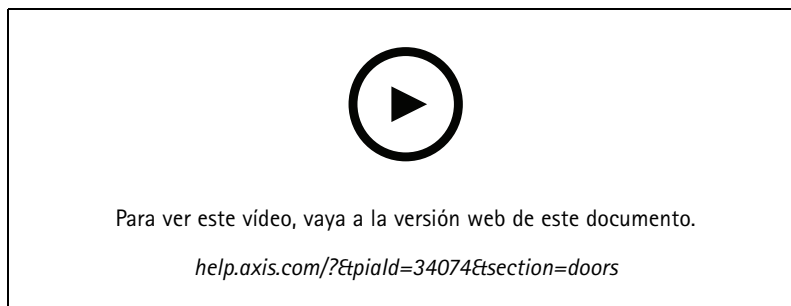 Para ver este vídeo, vaya a la versión web de este documento.
help.axis.com/?&piaId=34074&section=doors